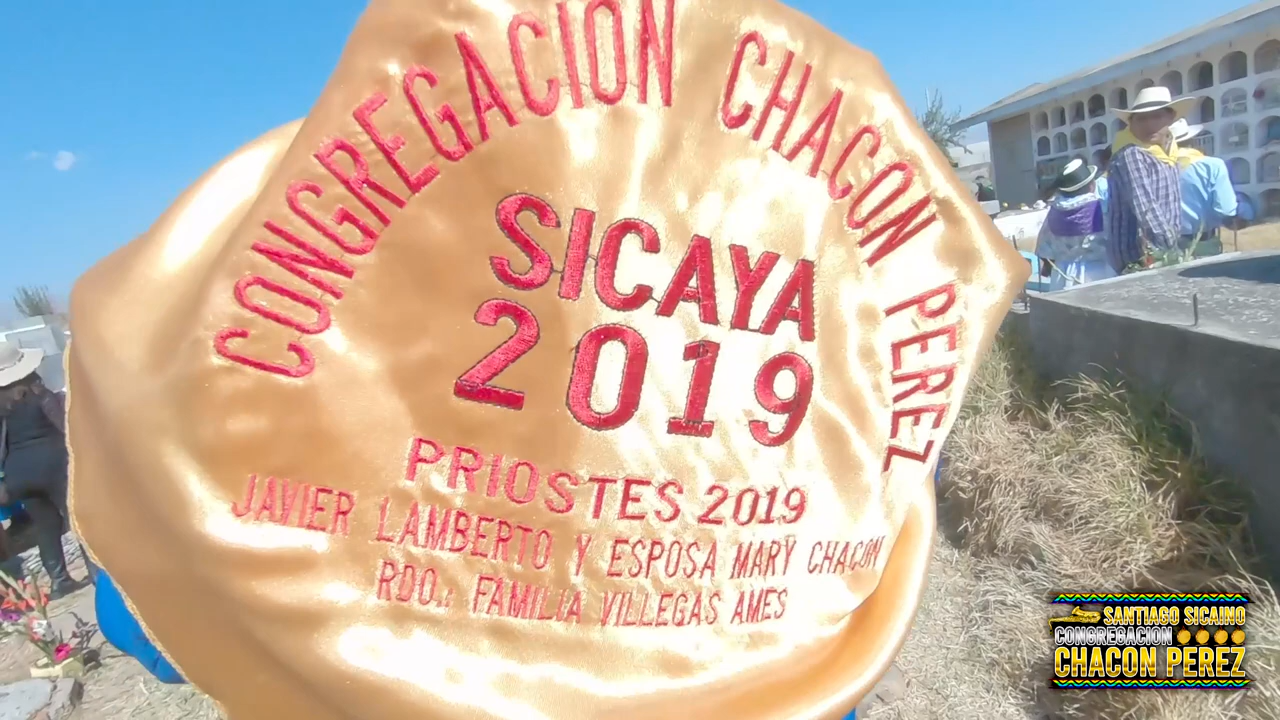 CONGREGACION CHACON PEREZ
SICAYA
2019
PRIOSTES 2019
JAVIER LAMBERTO Y ESPOSA MARY CHACON
RDO.: FAMILIA VILLEGAS AMES
SANTIAGO SICAINO
CONGREGACION
CHACON PEREZ